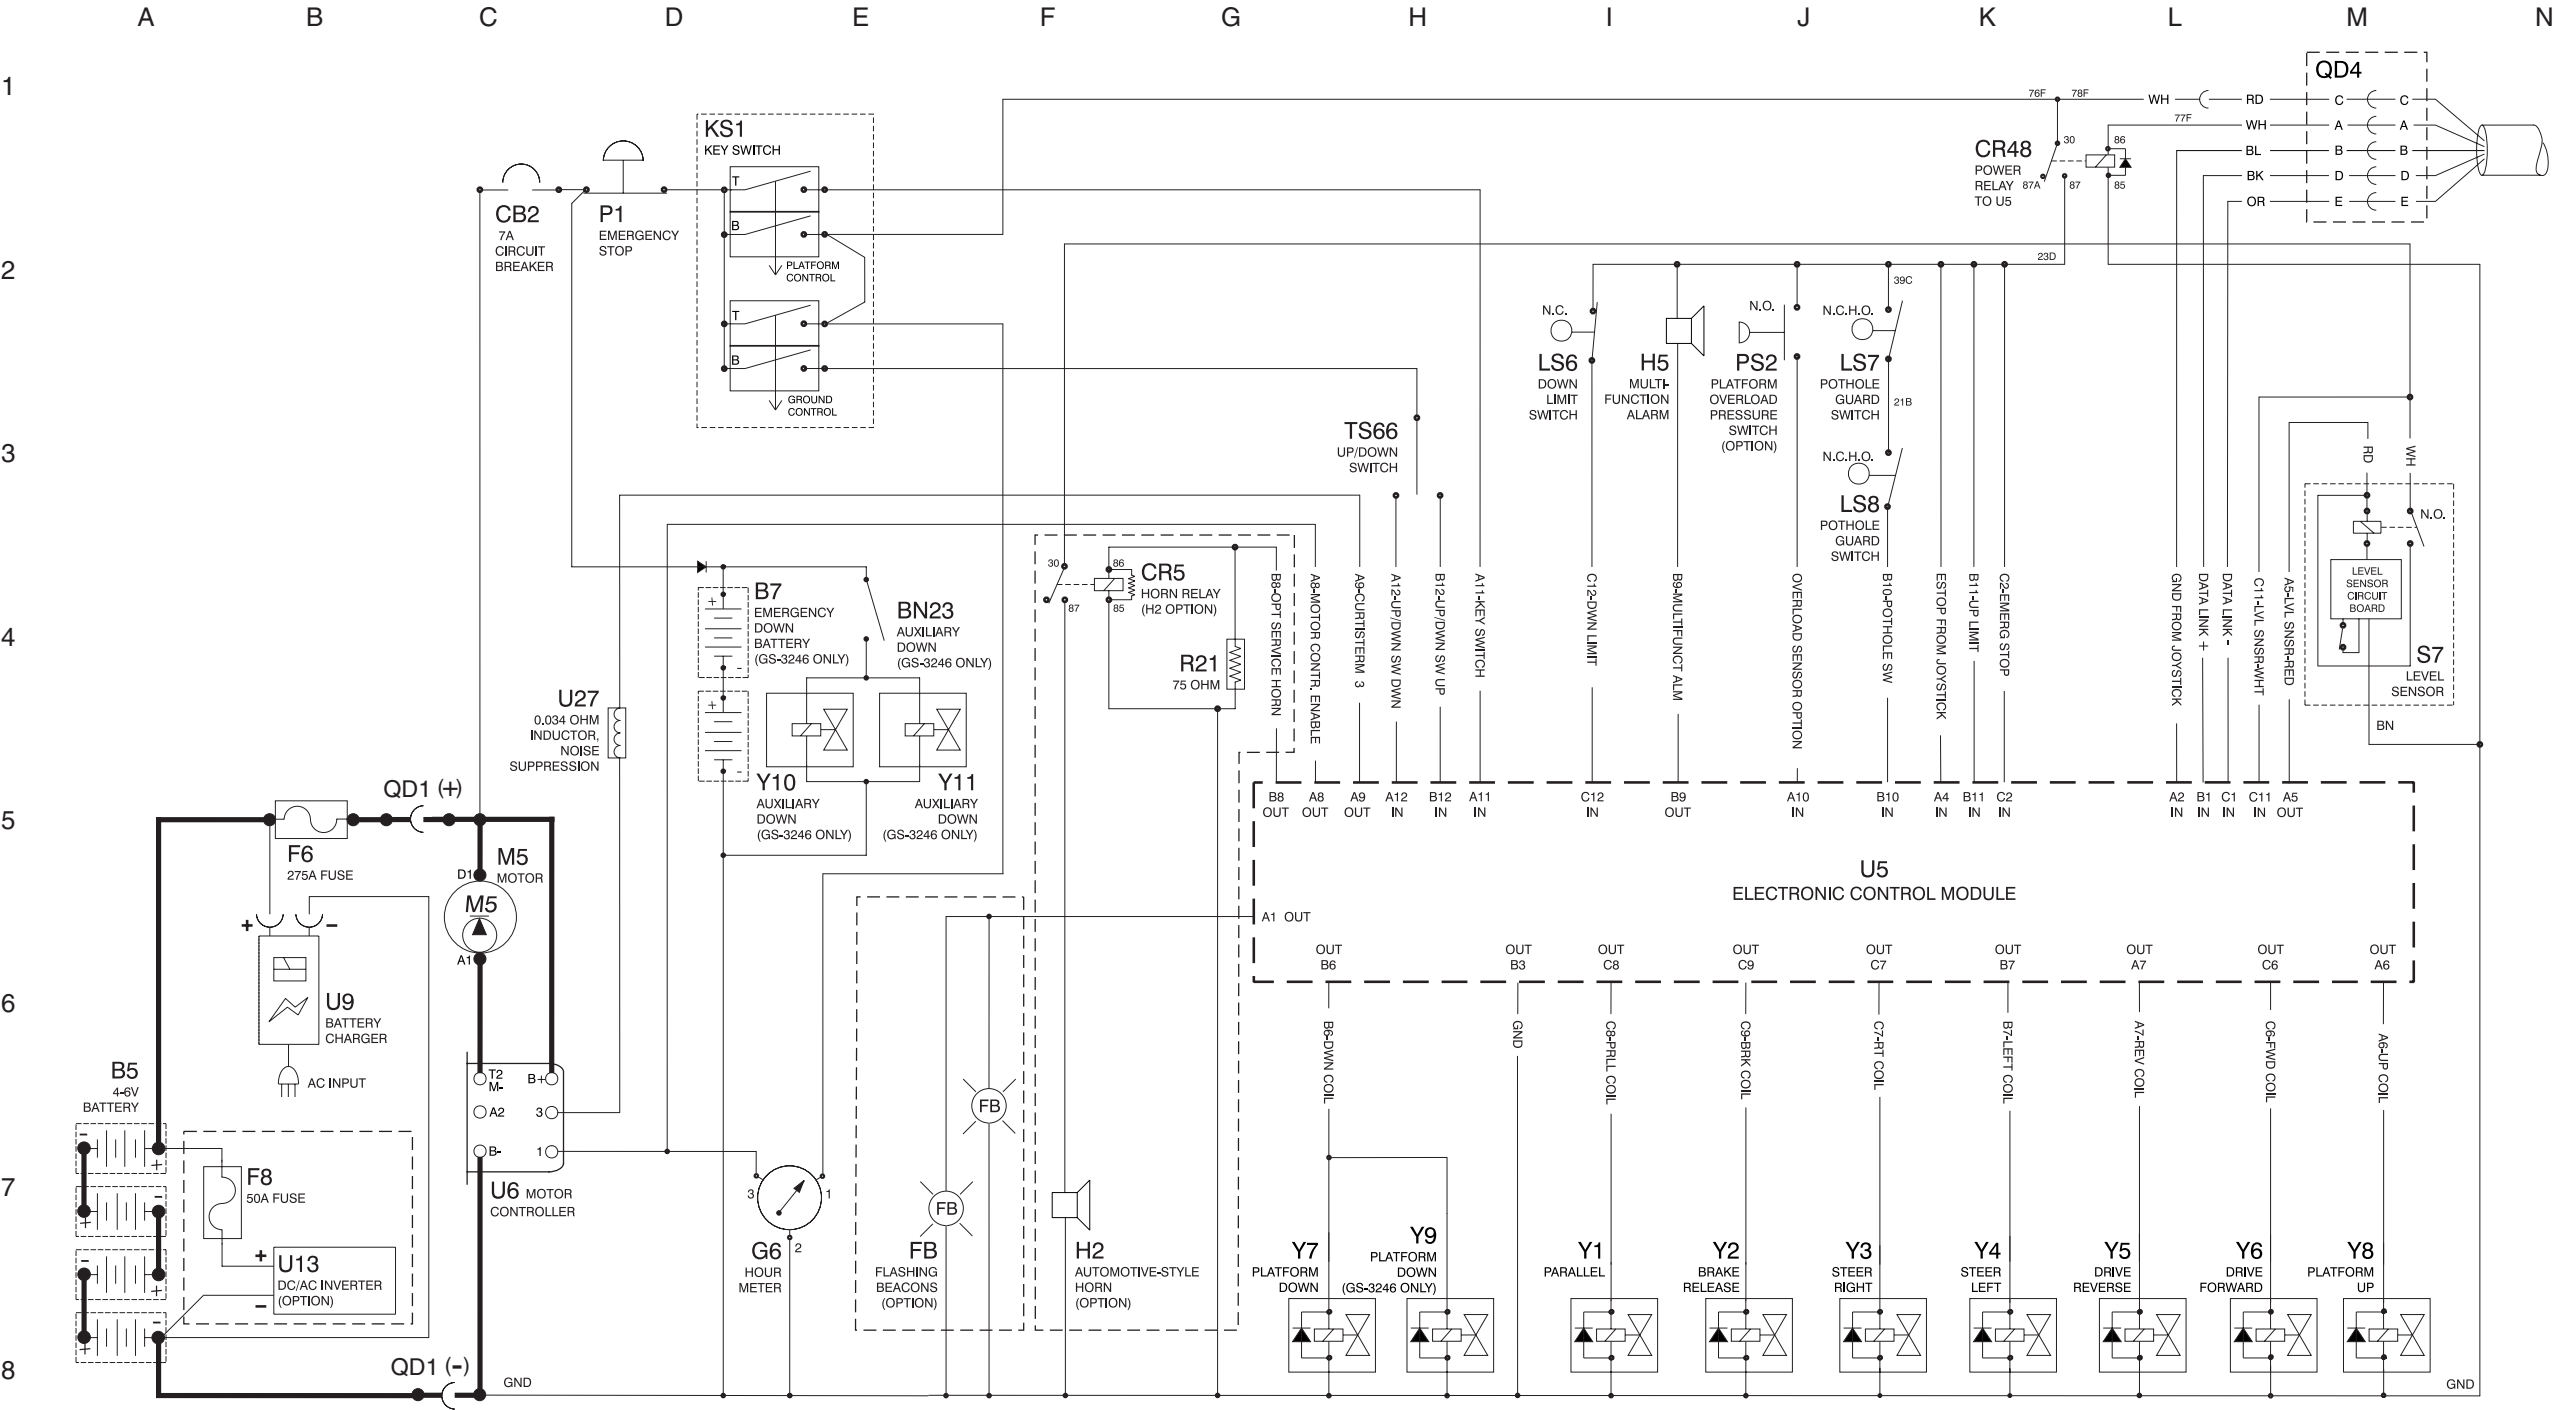 A B C D E F G H I J K L M N
1
2
3
4
5
6
7
8
QD4
76F 78F
WH RD C C
77F
WH A A
BL B B
BK D D
OR E E
KS1
KEY SWITCH
T
B
PLATFORM
CONTROL
T
B
GROUND
CONTROL
CB2
7A
CIRCUIT
BREAKER
P1
EMERGENCY
STOP
CR48
POWER
RELAY
TO U5
30
87A
87
86
85
23D
N.C.
LS6
DOWN
LIMIT
SWITCH
H5
MULTI-
FUNCTION
ALARM
N.O.
PS2
PLATFORM
OVERLOAD
PRESSURE
SWITCH
(OPTION)
39C
N.C.H.O.
LS7
POTHOLE
GUARD
SWITCH
21B
N.C.H.O.
LS8
POTHOLE
GUARD
SWITCH
TS66
UP/DOWN
SWITCH
RD
WH
N.O.
LEVEL
SENSOR
CIRCUIT
BOARD
S7
LEVEL
SENSOR
BN
B7
EMERGENCY
DOWN
BATTERY
(GS-3246 ONLY)
+
-
+
-
BN23
AUXILIARY
DOWN
(GS-3246 ONLY)
30
87
86
85
CR5
HORN RELAY
(H2 OPTION)
R21
75 OHM
U27
0.034 OHM
INDUCTOR,
NOISE
SUPPRESSION
Y10
AUXILIARY
DOWN
(GS-3246 ONLY)
Y11
AUXILIARY
DOWN
(GS-3246 ONLY)
B8-OPT SERVICE HORN
A8-MOTOR CONTR. ENABLE
A9-CURTISTERM 3
A12-UP/DWN SW DWN
B12-UP/DWN SW UP
A11-KEY SWITCH
C12-DWN LIMIT
B9-MULTIFUNCT ALM
OVERLOAD SENSOR OPTION
B10-POTHOLE SW
ESTOP FROM JOYSTICK
B11-UP LIMIT
C2-EMERG STOP
GND FROM JOYSTICK
DATA LINK +
DATA LINK -
C11-LVL SNSR-WHT
A5-LVL SNSR-RED
B8 A8 A9 A12 B12 A11 C12 B9 A10 B10 A4 B11 C2 A2 B1 C1 C11 A5
OUT OUT OUT IN IN IN IN OUT IN IN IN IN IN IN IN IN IN OUT
U5
ELECTRONIC CONTROL MODULE
A1 OUT
OUT OUT OUT OUT OUT OUT OUT OUT OUT
B6 B3 C8 C9 C7 B7 A7 C6 A6
B6-DWN COIL
GND
C8-PRLL COIL
C9-BRK COIL
C7-RT COIL
B7-LEFT COIL
A7-REV COIL
C6-FWD COIL
A6-UP COIL
QD1 (+)
F6
275A FUSE
D1
M5
MOTOR
M5
A1
+
−
U9
BATTERY
CHARGER
AC INPUT
B5
4-6V
BATTERY
-
+
-
+
-
+
-
+
F8
50A FUSE
+
U13
DC/AC INVERTER
(OPTION)
−
T2
M-
B+
A2
3
B-
1
U6 MOTOR
CONTROLLER
3
1
2
G6
HOUR
METER
FB
FB
FB
FLASHING
BEACONS
(OPTION)
H2
AUTOMOTIVE-STYLE
HORN
(OPTION)
Y7
PLATFORM
DOWN
Y9
PLATFORM
DOWN
(GS-3246 ONLY)
Y1
PARALLEL
Y2
BRAKE
RELEASE
Y3
STEER
RIGHT
Y4
STEER
LEFT
Y5
DRIVE
REVERSE
Y6
DRIVE
FORWARD
Y8
PLATFORM
UP
QD1 (-)
GND
GND